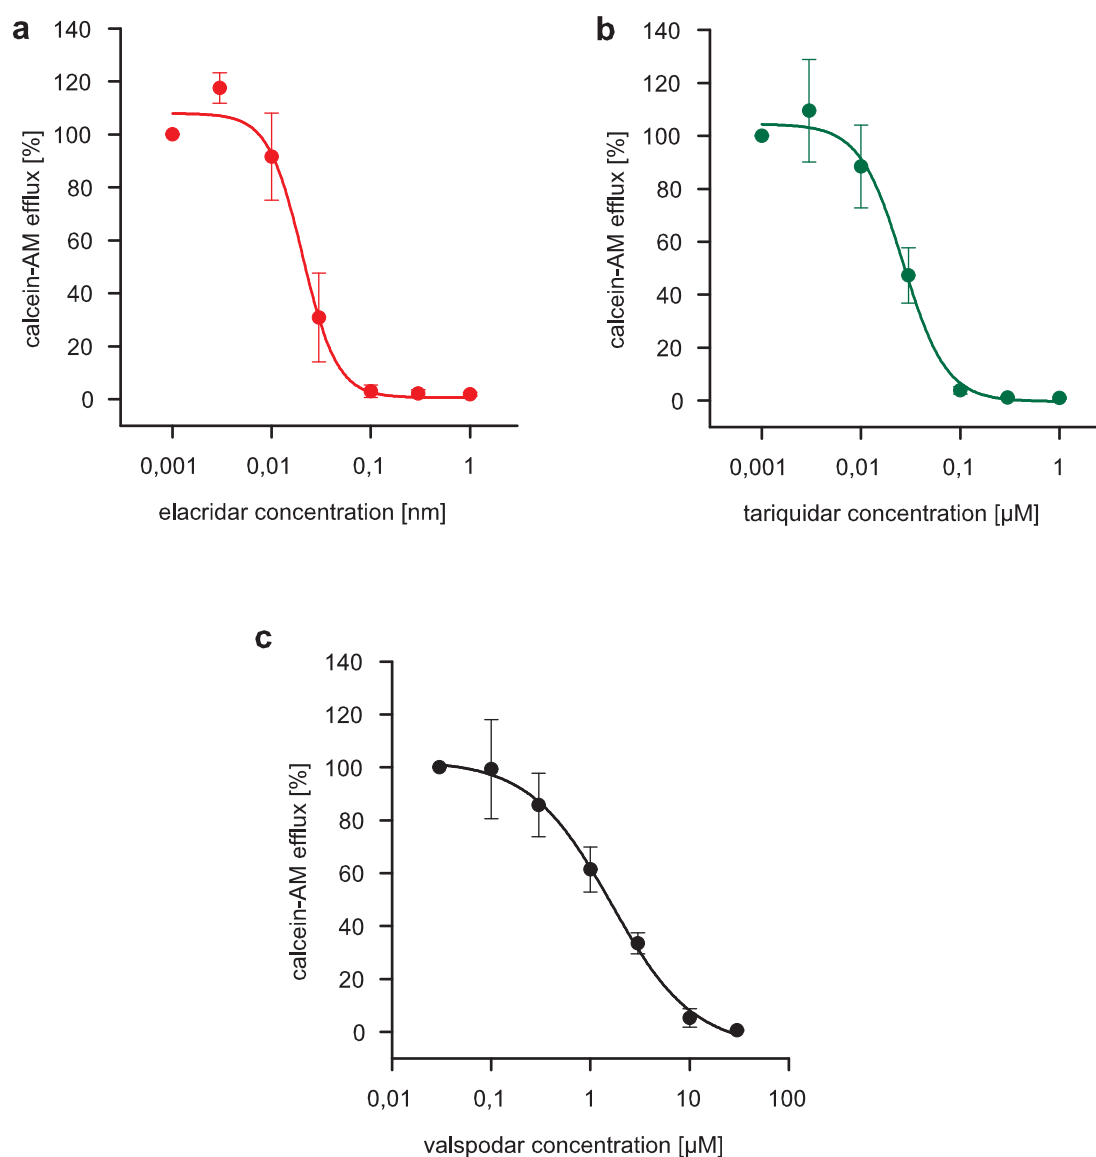 a
140
120
100
80
60
40
20
0
calcein-AM efflux [%]
0,001 0,01 0,1 1
elacridar concentration [nm]
b
140
120
100
80
60
40
20
0
calcein-AM efflux [%]
0,001 0,01 0,1 1
tariquidar concentration [µM]
c
140
120
100
80
60
40
20
0
calcein-AM efflux [%]
0,01 0,1 1 10 100
valspodar concentration [µM]